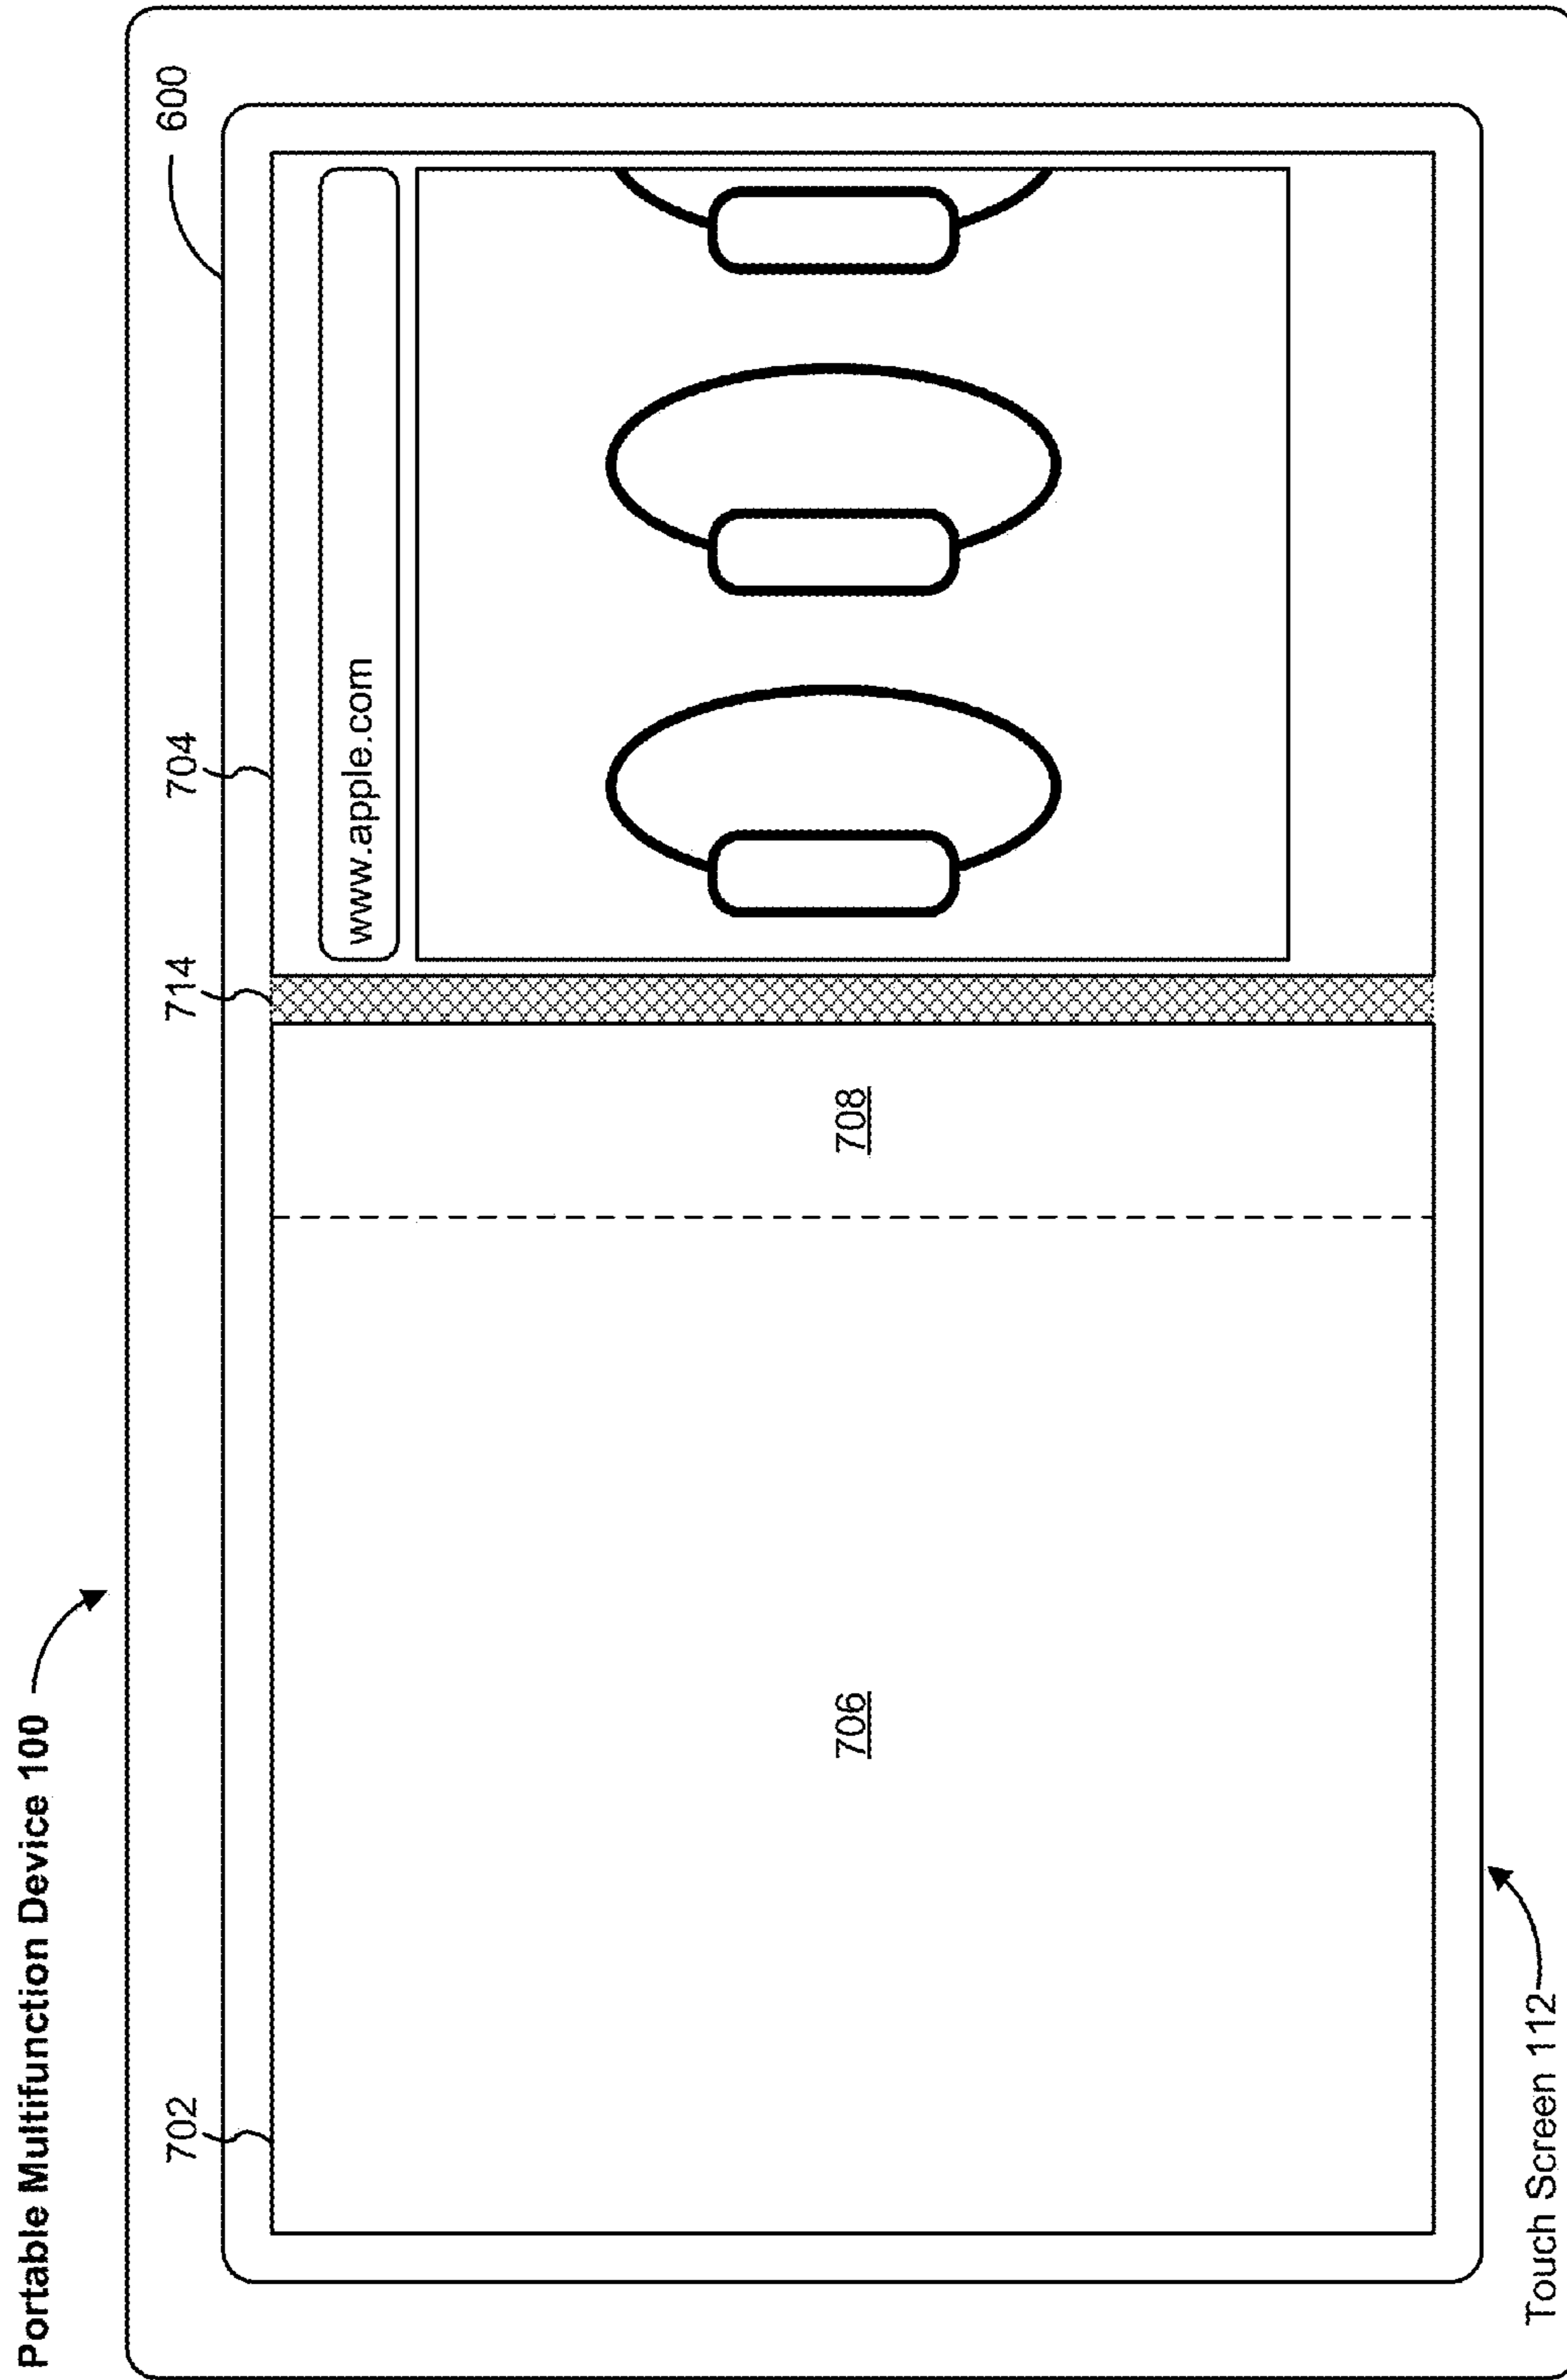 Portable Multifunction Device 100
702
714
704
600
www.apple.com
706
708
Touch Screen 112